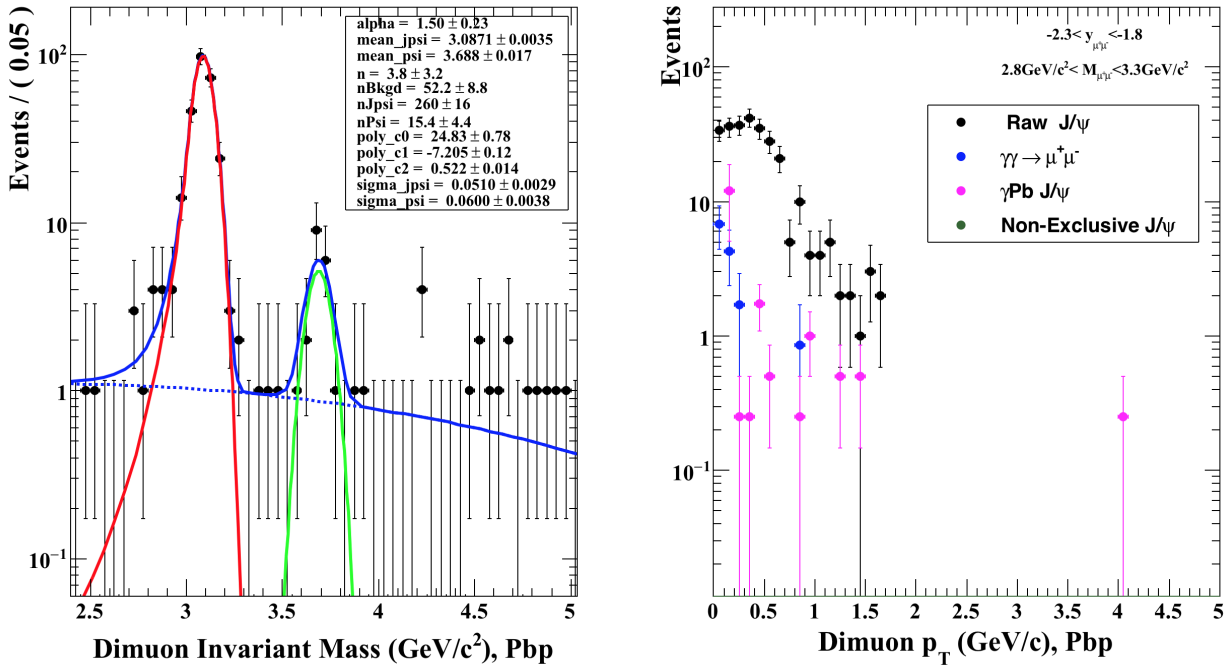 Events / ( 0.05 )
10²
10
1
10⁻¹
alpha = 1.50 ± 0.23
mean_jpsi = 3.0871 ± 0.0035
mean_psi = 3.688 ± 0.017
n = 3.8 ± 3.2
nBkgd = 52.2 ± 8.8
nJpsi = 260 ± 16
nPsi = 15.4 ± 4.4
poly_c0 = 24.83 ± 0.78
poly_c1 = -7.205 ± 0.12
poly_c2 = 0.522 ± 0.014
sigma_jpsi = 0.0510 ± 0.0029
sigma_psi = 0.0600 ± 0.0038
2.5 3 3.5 4 4.5 5
Dimuon Invariant Mass (GeV/c²), Pbp
Events
10²
10
1
10⁻¹
-2.3< y_μ⁺μ⁻ <-1.8
2.8GeV/c²< M_μ⁺μ⁻ <3.3GeV/c²
Raw J/ψ
γγ → μ⁺μ⁻
γPb J/ψ
Non-Exclusive J/ψ
0 0.5 1 1.5 2 2.5 3 3.5 4 4.5 5
Dimuon p_T (GeV/c), Pbp